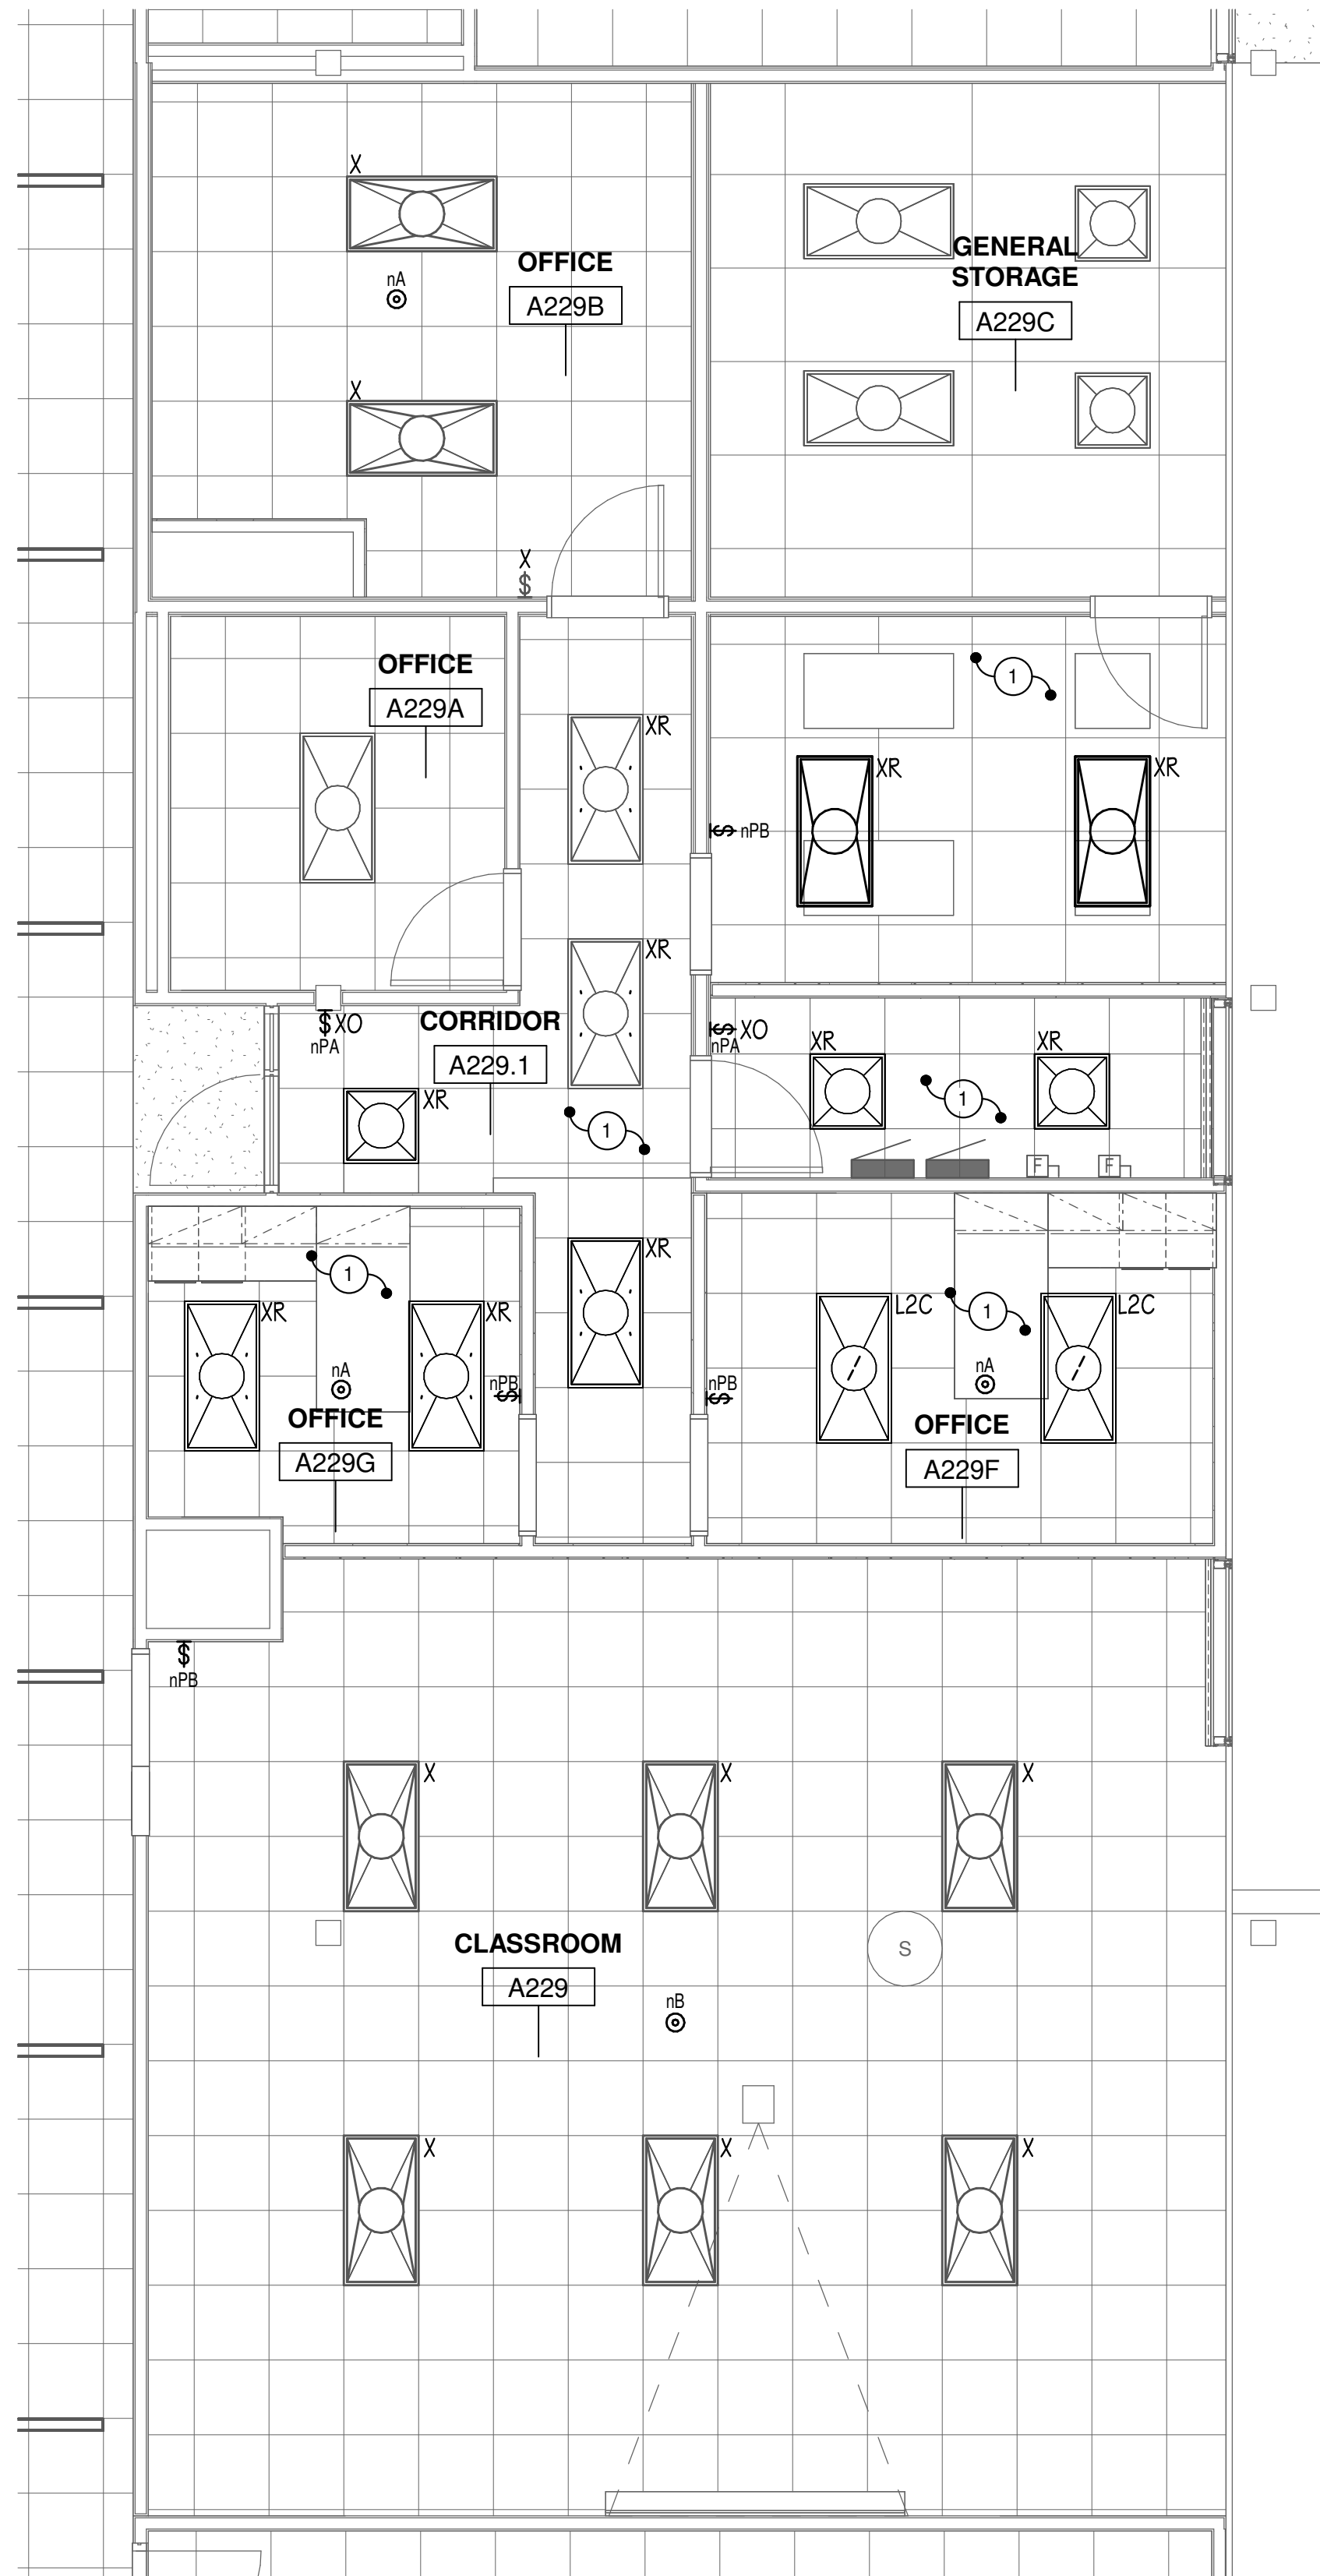 X
OFFICE
A229B
nA
GENERAL
STORAGE
A229C
X
X
$
OFFICE
A229A
XR
1
XR
XR
$ nPB
XR
$ XO
nPA
CORRIDOR
A229.1
$ XO
nPA
XR
XR
XR
1
1
F
F
XR
1
XR
XR
L2C
1
L2C
nA
nPB
$
nPB
$
nA
OFFICE
A229G
OFFICE
A229F
$
nPB
X
X
X
CLASSROOM
A229
S
nB
X
X
X